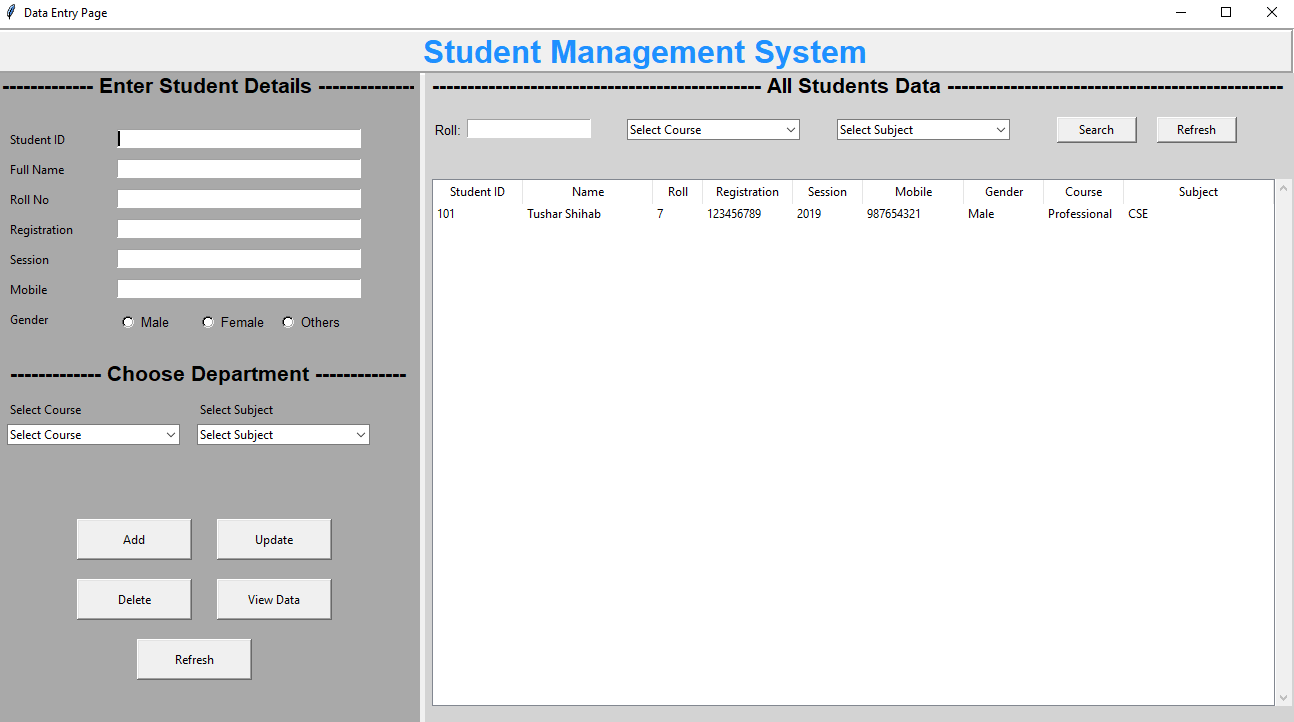 Data Entry Page
Student Management System
------------- Enter Student Details --------------
Student ID
Full Name
Roll No
Registration
Session
Mobile
Gender Male Female Others
------------- Choose Department -------------
Select Course Select Subject
Select Course Select Subject
Add Update
Delete View Data
Refresh
----------------------------------------------- All Students Data ------------------------------------------------
Roll: Select Course Select Subject Search Refresh
Student ID Name Roll Registration Session Mobile Gender Course Subject
101 Tushar Shihab 7 123456789 2019 987654321 Male Professional CSE